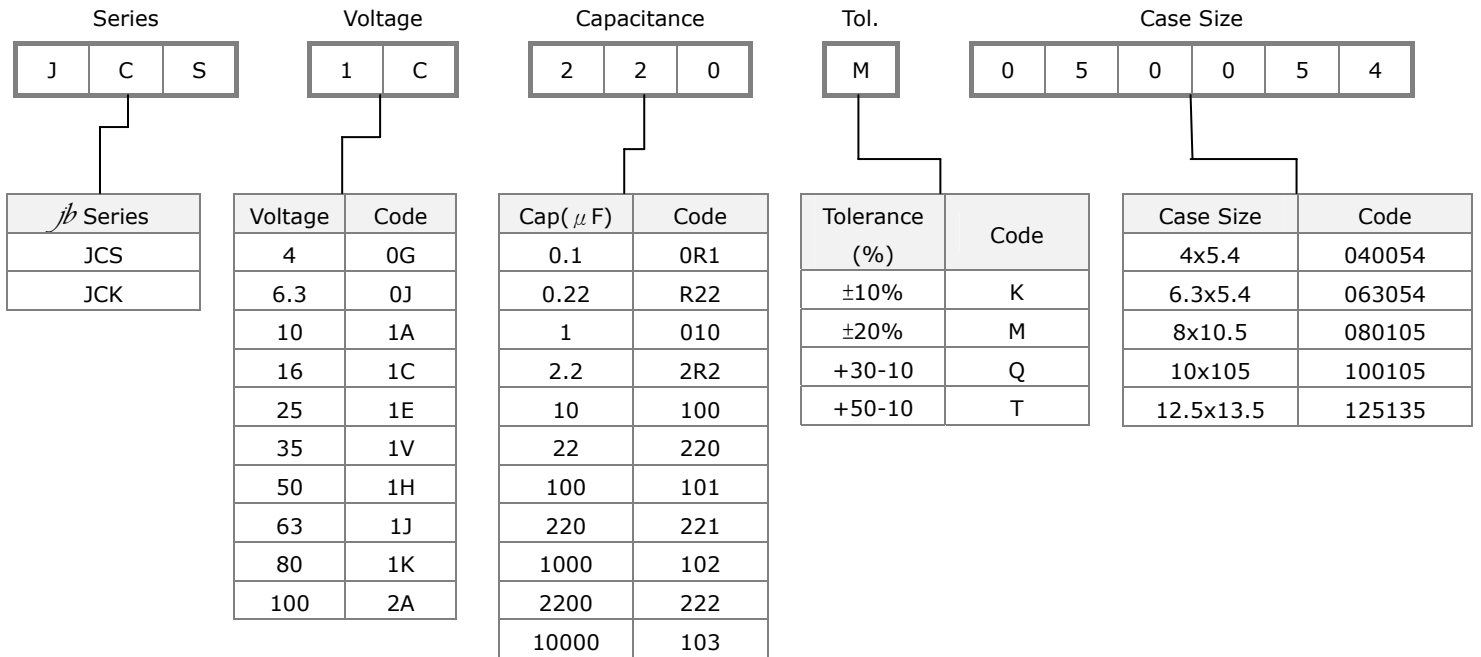 Series Voltage Capacitance Tol. Case Size
J C S 1 C 2 2 0 M 0 5 0 0 5 4
jb Series
JCS
JCK
Voltage Code
4 0G
6.3 0J
10 1A
16 1C
25 1E
35 1V
50 1H
63 1J
80 1K
100 2A
Cap(μF) Code
0.1 0R1
0.22 R22
1 010
2.2 2R2
10 100
22 220
100 101
220 221
1000 102
2200 222
10000 103
Tolerance
(%)
Code
±10% K
±20% M
+30-10 Q
+50-10 T
Case Size Code
4x5.4 040054
6.3x5.4 063054
8x10.5 080105
10x105 100105
12.5x13.5 125135